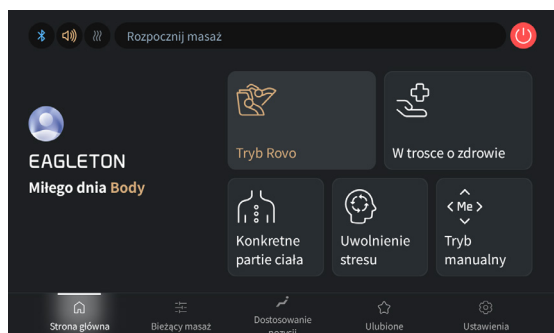 Rozpocznij masaż
EAGLETON
Miłego dnia Body
Tryb Rovo
W trosce o zdrowie
Konkretne
partie ciała
Uwolnienie
stresu
< Me >
Tryb
manualny
Strona główna
Bieżący masaż
Dostosowanie
pozycji
Ulubione
Ustawienia